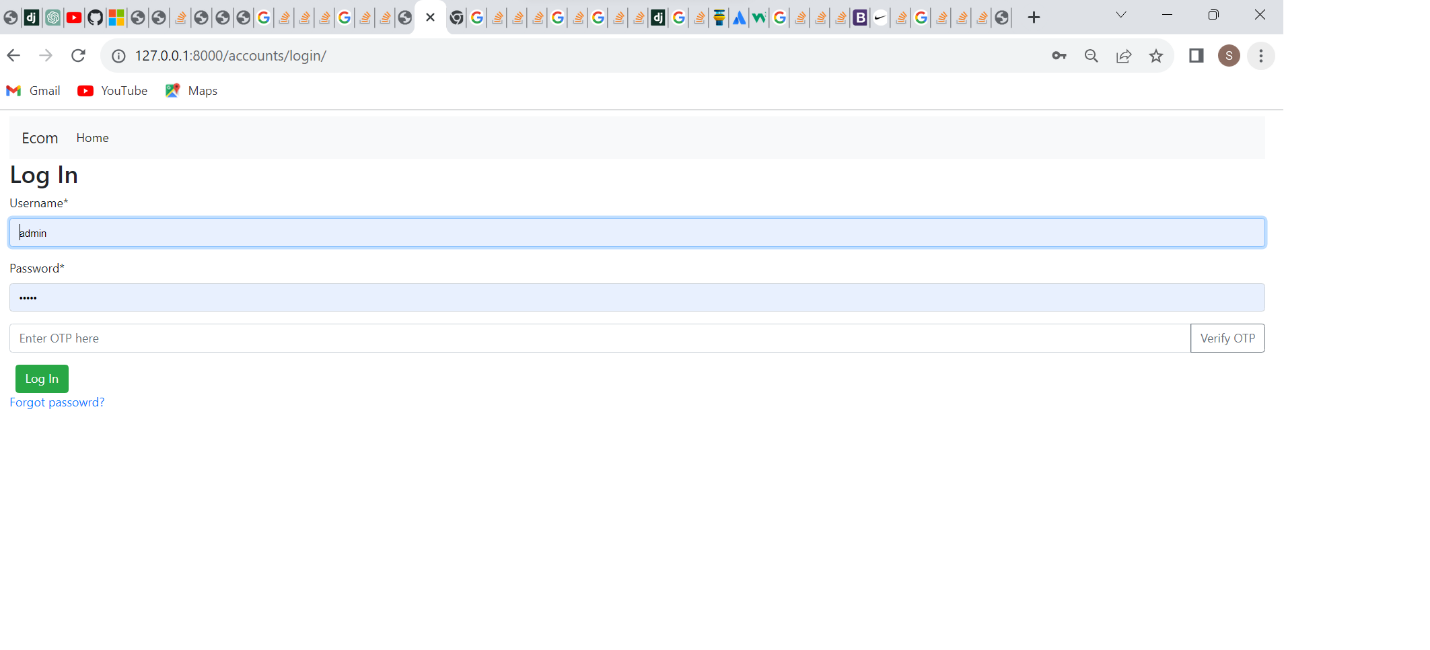 127.0.0.1:8000/accounts/login/
S
Gmail YouTube Maps
Ecom Home
Log In
Username*
admin
Password*
•••••
Enter OTP here Verify OTP
Log In
Forgot passowrd?